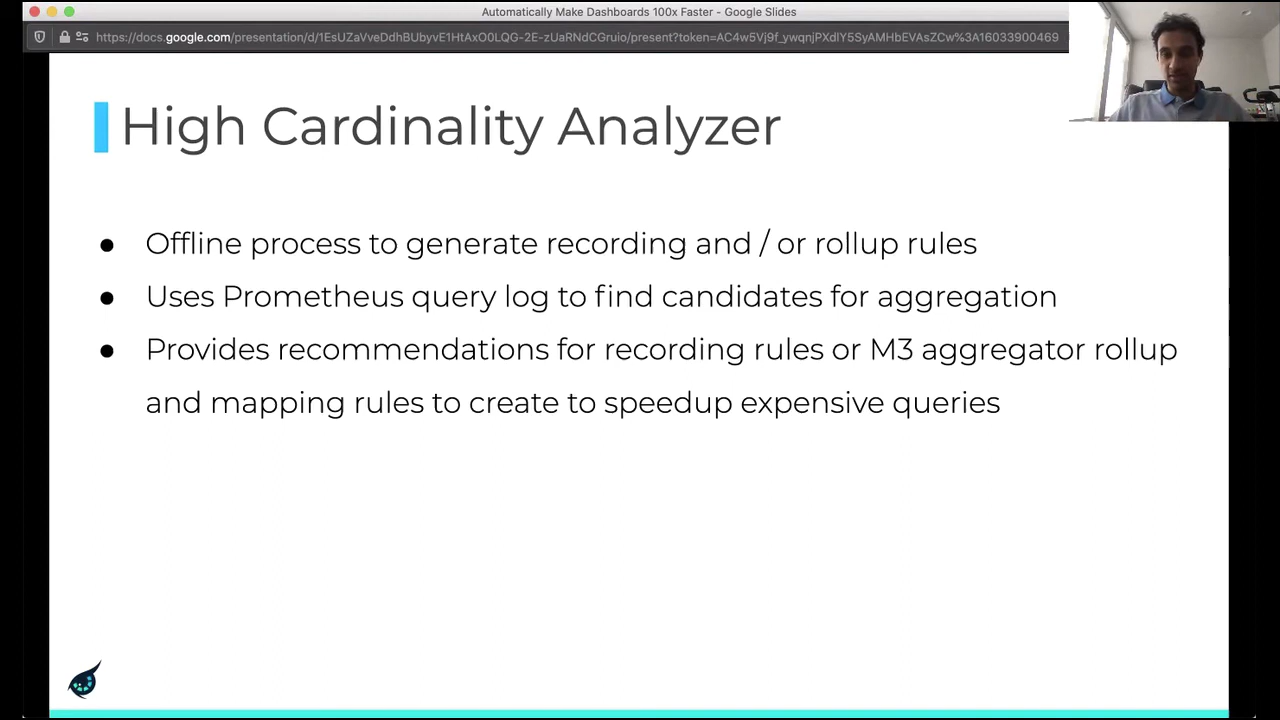 Automatically Make Dashboards 100x Faster - Google Slides
https://docs.google.com/presentation/d/1EsUZaVveDdhBUbyvE1HtAxO0LQG-2E-zUaRNdCGruio/present?token=AC4w5Vj9f_ywqnjPXdlY5SyAMHbEVAsZCw%3A16033900469
High Cardinality Analyzer
● Offline process to generate recording and / or rollup rules
● Uses Prometheus query log to find candidates for aggregation
● Provides recommendations for recording rules or M3 aggregator rollup
and mapping rules to create to speedup expensive queries